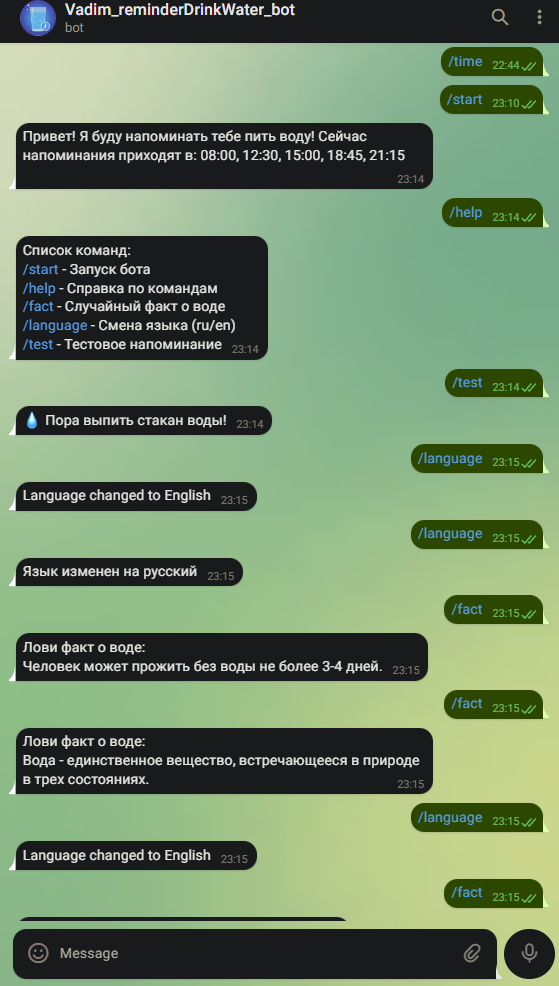 Vadim_reminderDrinkWater_bot
bot
/time 22:44
/start 23:10
Привет! Я буду напоминать тебе пить воду! Сейчас
напоминания приходят в: 08:00, 12:30, 15:00, 18:45, 21:15
23:14
/help 23:14
Список команд:
/start - Запуск бота
/help - Справка по командам
/fact - Случайный факт о воде
/language - Смена языка (ru/en)
/test - Тестовое напоминание 23:14
/test 23:14
Пора выпить стакан воды! 23:14
/language 23:15
Language changed to English 23:15
/language 23:15
Язык изменен на русский 23:15
/fact 23:15
Лови факт о воде:
Человек может прожить без воды не более 3-4 дней. 23:15
/fact 23:15
Лови факт о воде:
Вода - единственное вещество, встречающееся в природе
в трех состояниях.
23:15
/language 23:15
Language changed to English 23:15
/fact 23:15
Message